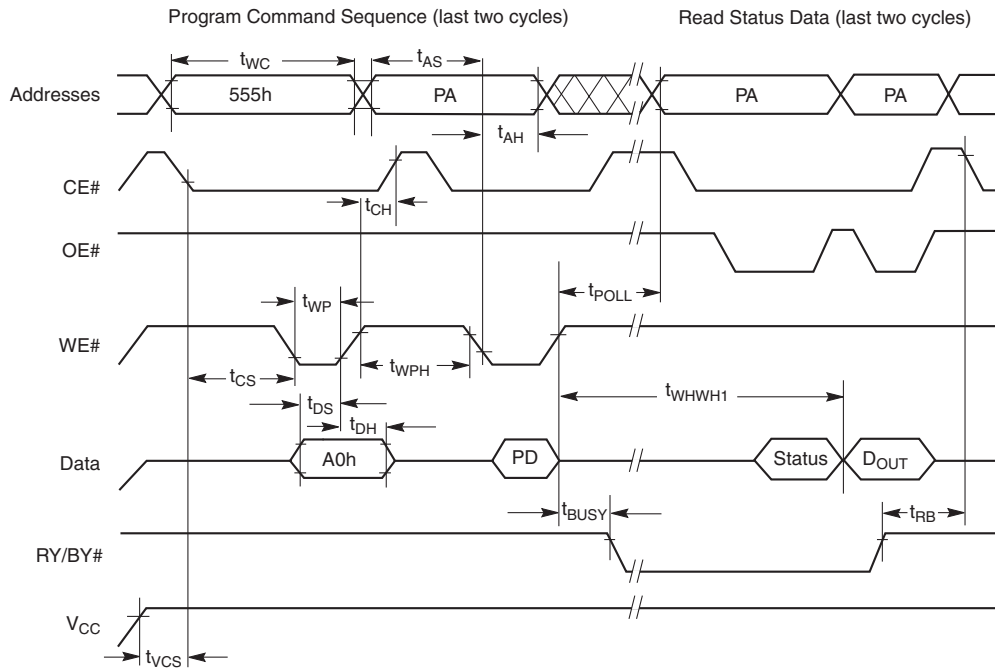 Program Command Sequence (last two cycles)
Read Status Data (last two cycles)
tWC
tAS
Addresses
555h
PA
PA
PA
tAH
CE#
tCH
OE#
tPOLL
tWP
WE#
tWPH
tCS
tWHWH1
tDS
tDH
Data
A0h
PD
Status
DOUT
tBUSY
tRB
RY/BY#
VCC
tVCS